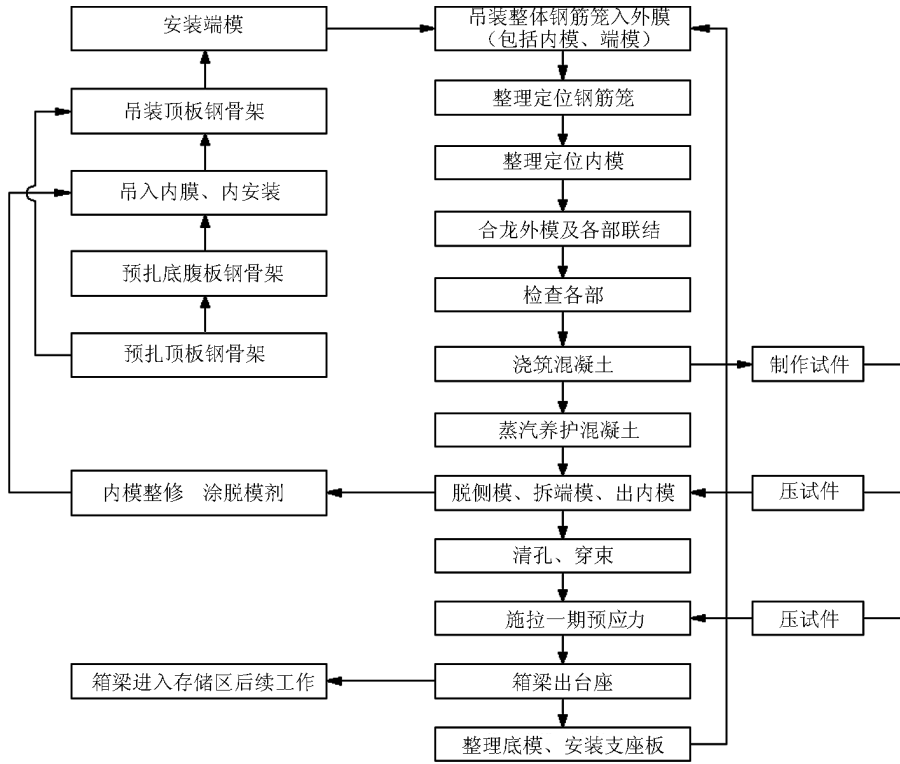 安装端模
吊装顶板钢骨架
吊入内膜、内安装
预扎底腹板钢骨架
预扎顶板钢骨架
内模整修 涂脱模剂
箱梁进入存储区后续工作
吊装整体钢筋笼入外膜
（包括内模、端模）
整理定位钢筋笼
整理定位内模
合龙外模及各部联结
检查各部
浇筑混凝土
蒸汽养护混凝土
脱侧模、拆端模、出内模
清孔、穿束
施拉一期预应力
箱梁出台座
整理底模、安装支座板
制作试件
压试件
压试件